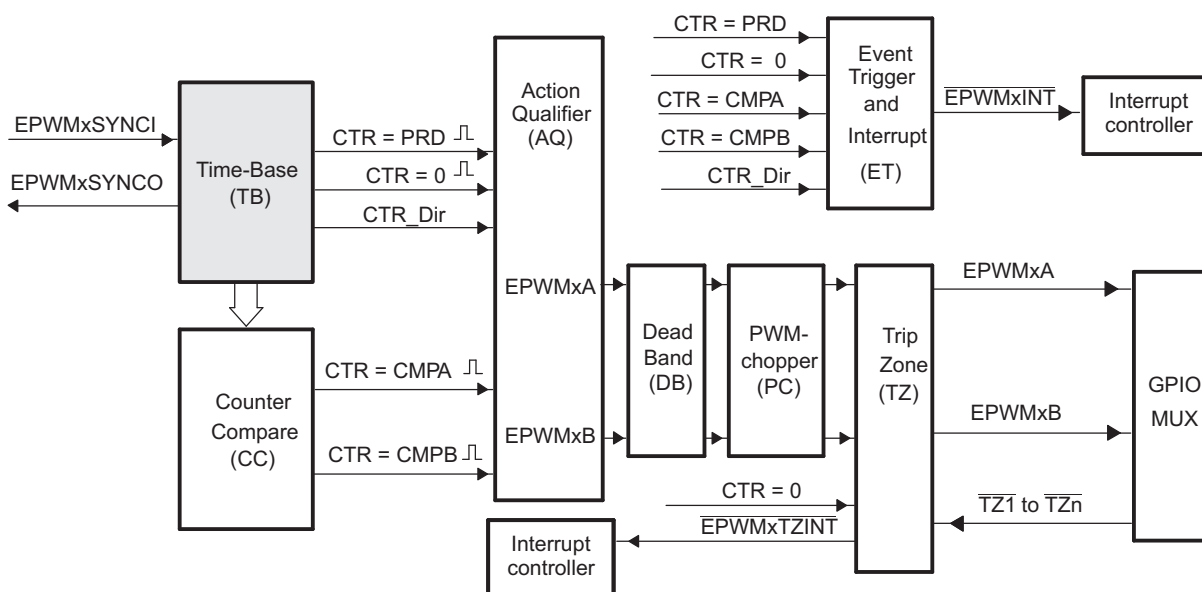 EPWMxSYNCI
EPWMxSYNCO
Time-Base
(TB)
CTR = PRD
CTR = 0
CTR_Dir
Counter
Compare
(CC)
CTR = CMPA
CTR = CMPB
Action
Qualifier
(AQ)
EPWMxA
EPWMxB
CTR = PRD
CTR = 0
CTR = CMPA
CTR = CMPB
CTR_Dir
Event
Trigger
and
Interrupt
(ET)
EPWMxINT
Interrupt
controller
Dead
Band
(DB)
PWM-
chopper
(PC)
Trip
Zone
(TZ)
EPWMxA
EPWMxB
TZ1 to TZn
GPIO
MUX
CTR = 0
EPWMxTZINT
Interrupt
controller